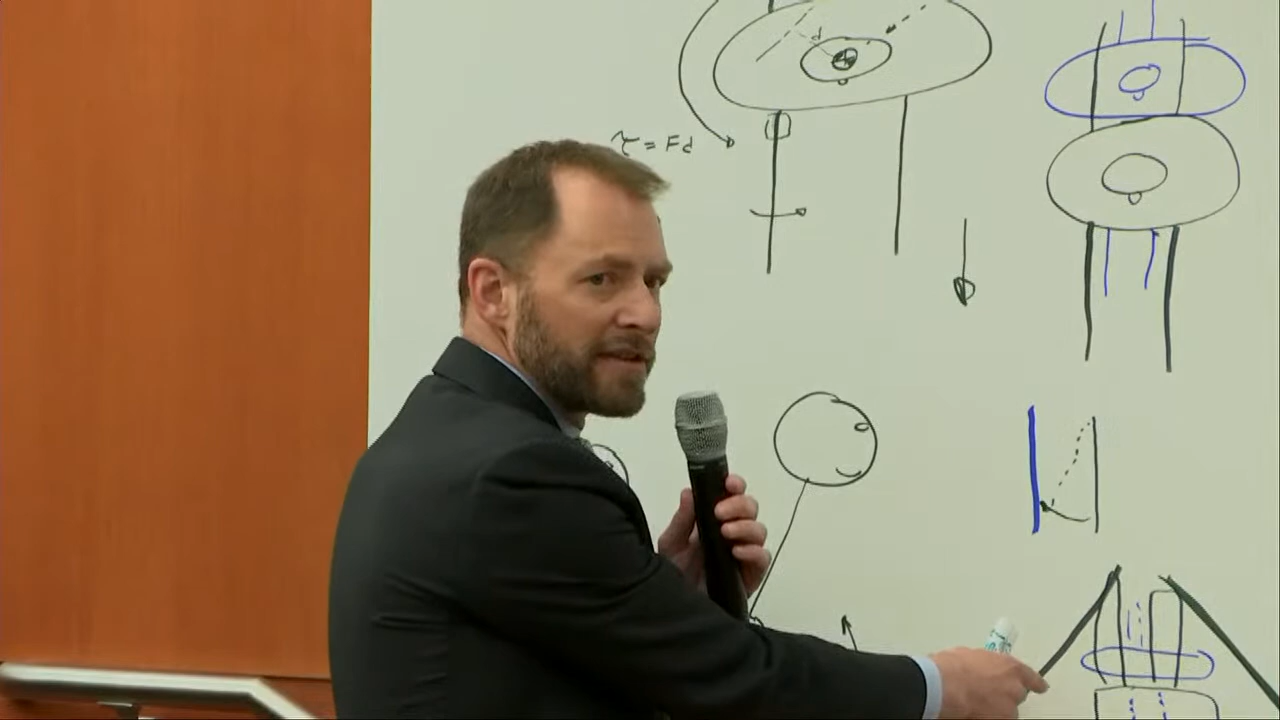 d
τ = Fd